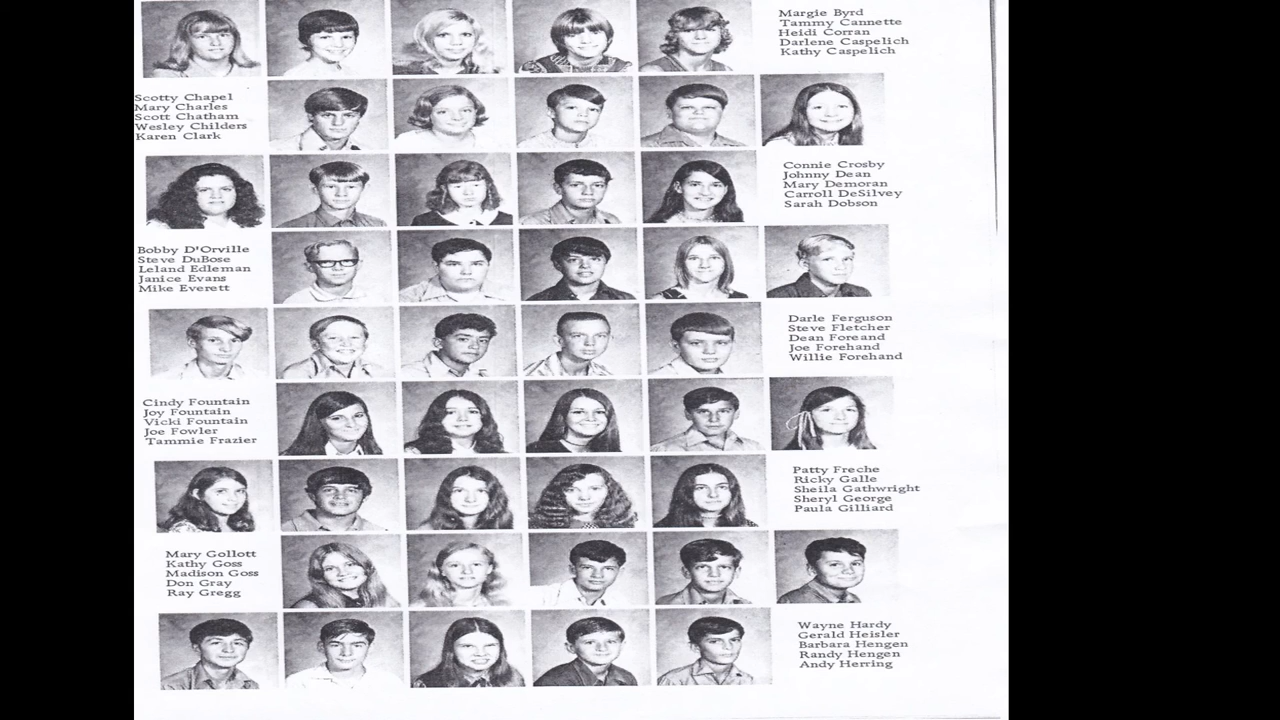 Margie Byrd
Tammy Cannette
Heidi Corran
Darlene Caspelich
Kathy Caspelich
Scotty Chapel
Mary Charles
Scott Chatham
Wesley Childers
Karen Clark
Connie Crosby
Johnny Dean
Mary Demoran
Carroll DeSilvey
Sarah Dobson
Bobby D'Orville
Steve DuBose
Leland Edleman
Janice Evans
Mike Everett
Darle Ferguson
Steve Fletcher
Dean Foreand
Joe Forehand
Willie Forehand
Cindy Fountain
Joy Fountain
Vicki Fountain
Joe Fowler
Tammie Frazier
Patty Freche
Ricky Galle
Sheila Gathwright
Sheryl George
Paula Gilliard
Mary Gollott
Kathy Goss
Madison Goss
Don Gray
Ray Gregg
Wayne Hardy
Gerald Heisler
Barbara Hengen
Randy Hengen
Andy Herring